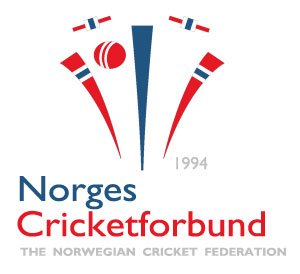 1994
Norges
Cricketforbund
THE NORWEGIAN CRICKET FEDERATION